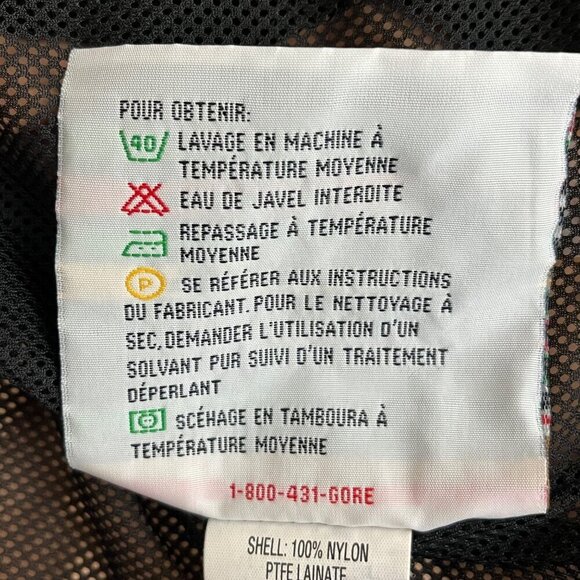 POUR OBTENIR:
40 LAVAGE EN MACHINE À
TEMPÉRATURE MOYENNE
EAU DE JAVEL INTERDITE
REPASSAGE À TEMPÉRATURE
MOYENNE
P SE RÉFÉRER AUX INSTRUCTIONS
DU FABRICANT. POUR LE NETTOYAGE À
SEC, DEMANDER L'UTILISATION D'UN
SOLVANT PUR SUIVI D'UN TRAITEMENT
DÉPERLANT
SCÉHAGE EN TAMBOURA À
TEMPÉRATURE MOYENNE
1-800-431-GORE
SHELL: 100% NYLON
PTFE LAINATE